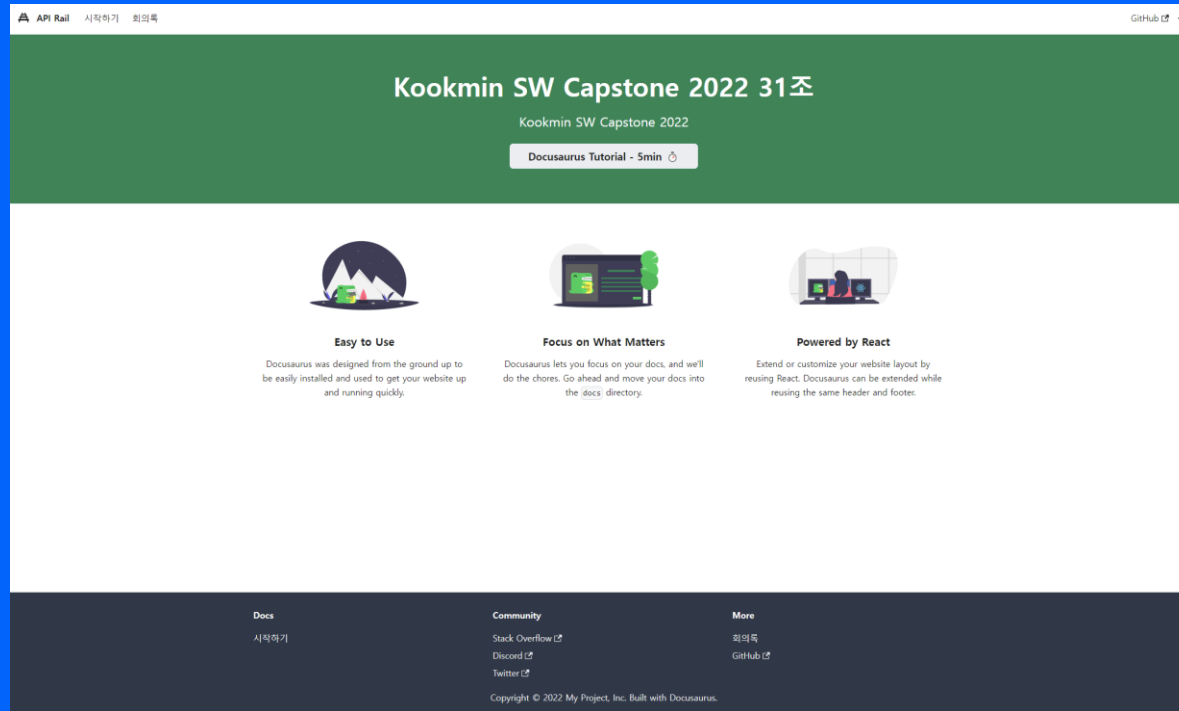 API Rail 시작하기 회의록 GitHub
Kookmin SW Capstone 2022 31조
Kookmin SW Capstone 2022
Docusaurus Tutorial - 5min ⏱️
Easy to Use
Docusaurus was designed from the ground up to
be easily installed and used to get your website up
and running quickly.
Focus on What Matters
Docusaurus lets you focus on your docs, and we'll
do the chores. Go ahead and move your docs into
the docs directory.
Powered by React
Extend or customize your website layout by
reusing React. Docusaurus can be extended while
reusing the same header and footer.
Docs
시작하기
Community
Stack Overflow
Discord
Twitter
More
회의록
GitHub
Copyright © 2022 My Project, Inc. Built with Docusaurus.